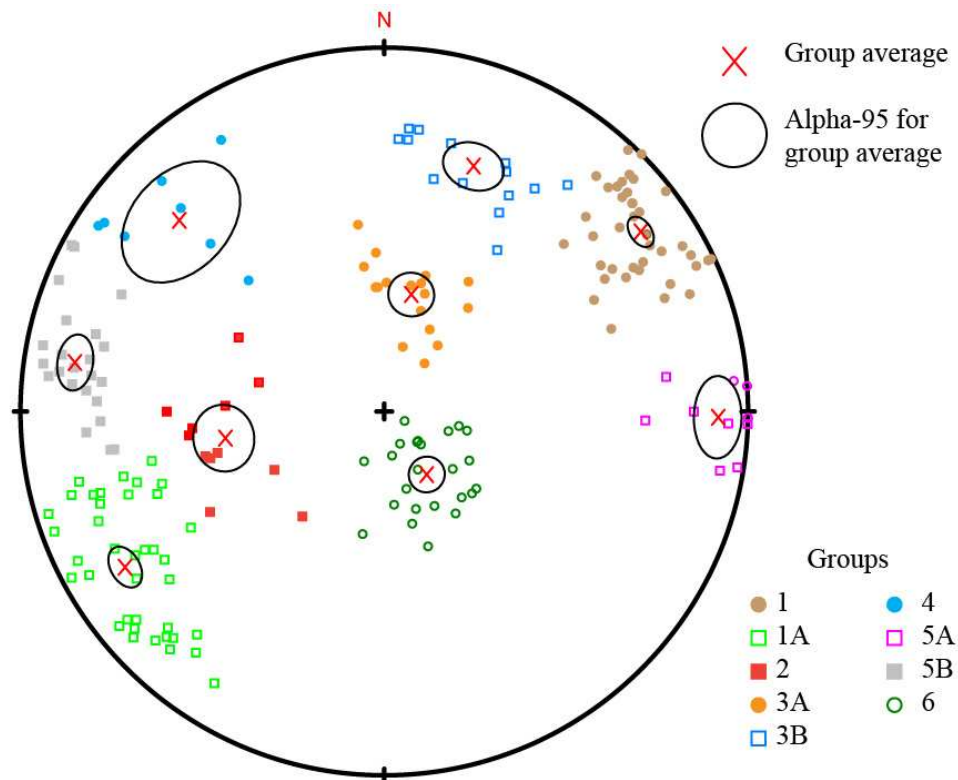 N
Group average
Alpha-95 for
group average
Groups
1
4
1A
5A
2
5B
3A
6
3B